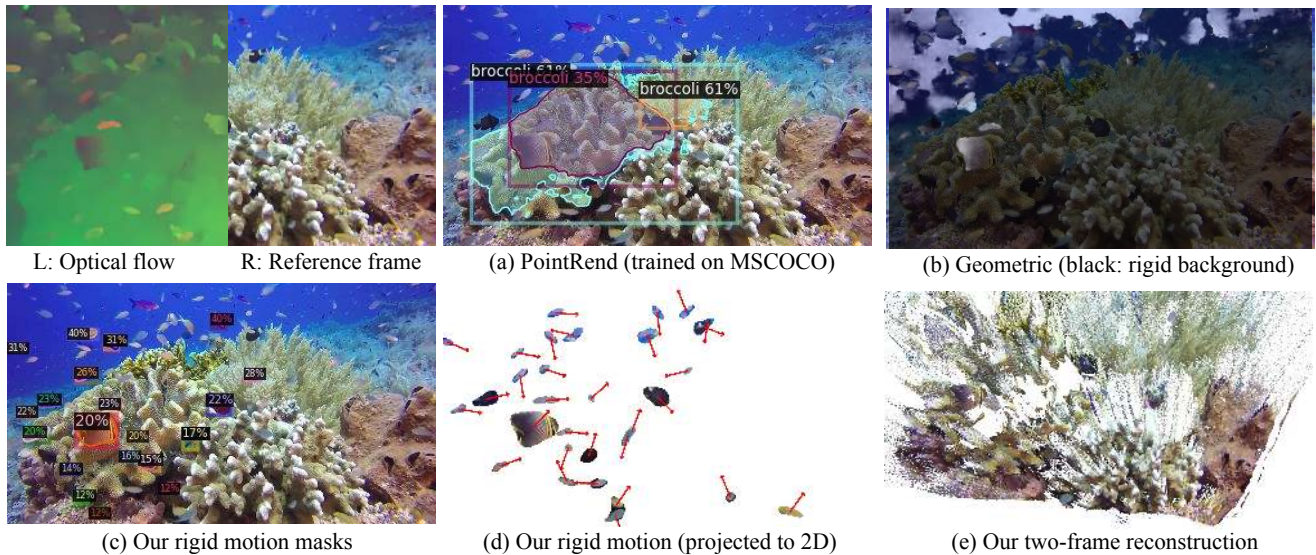 broccoli 61%
broccoli 35%
broccoli 61%
L: Optical flow
R: Reference frame
(a) PointRend (trained on MSCOCO)
(b) Geometric (black: rigid background)
40%
40%
31%
31%
26%
28%
23%
22%
23%
22%
20%
20%
20%
17%
16%
15%
14%
12%
12%
12%
(c) Our rigid motion masks
(d) Our rigid motion (projected to 2D)
(e) Our two-frame reconstruction